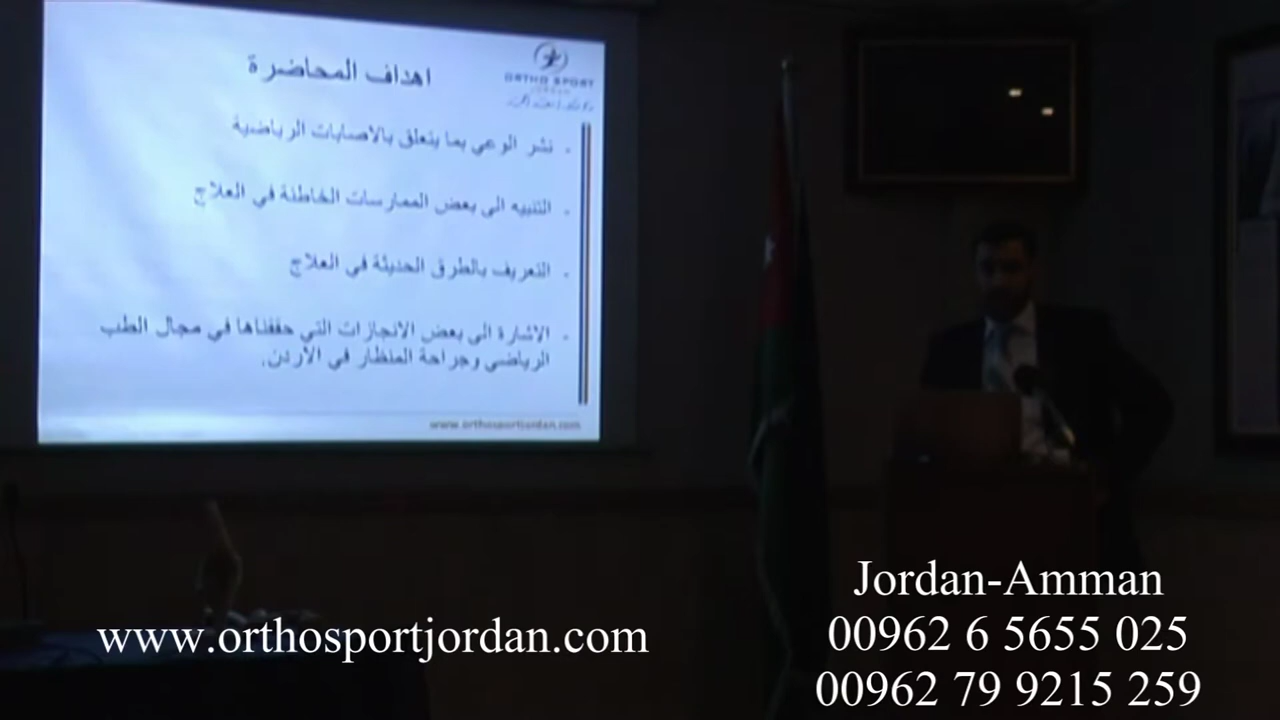 اهداف المحاضرة
ORTHO SPORT
JORDAN
. نشر الوعي بما يتعلق بالاصابات الرياضية
. التنبيه الى بعض الممارسات الخاطئة في العلاج
. التعريف بالطرق الحديثة في العلاج
. الاشارة الى بعض الانجازات التي حققناها في مجال الطب
الرياضي وجراحة المنظار في الاردن.
www.orthosportjordan.com
Jordan-Amman
www.orthosportjordan.com
00962 6 5655 025
00962 79 9215 259